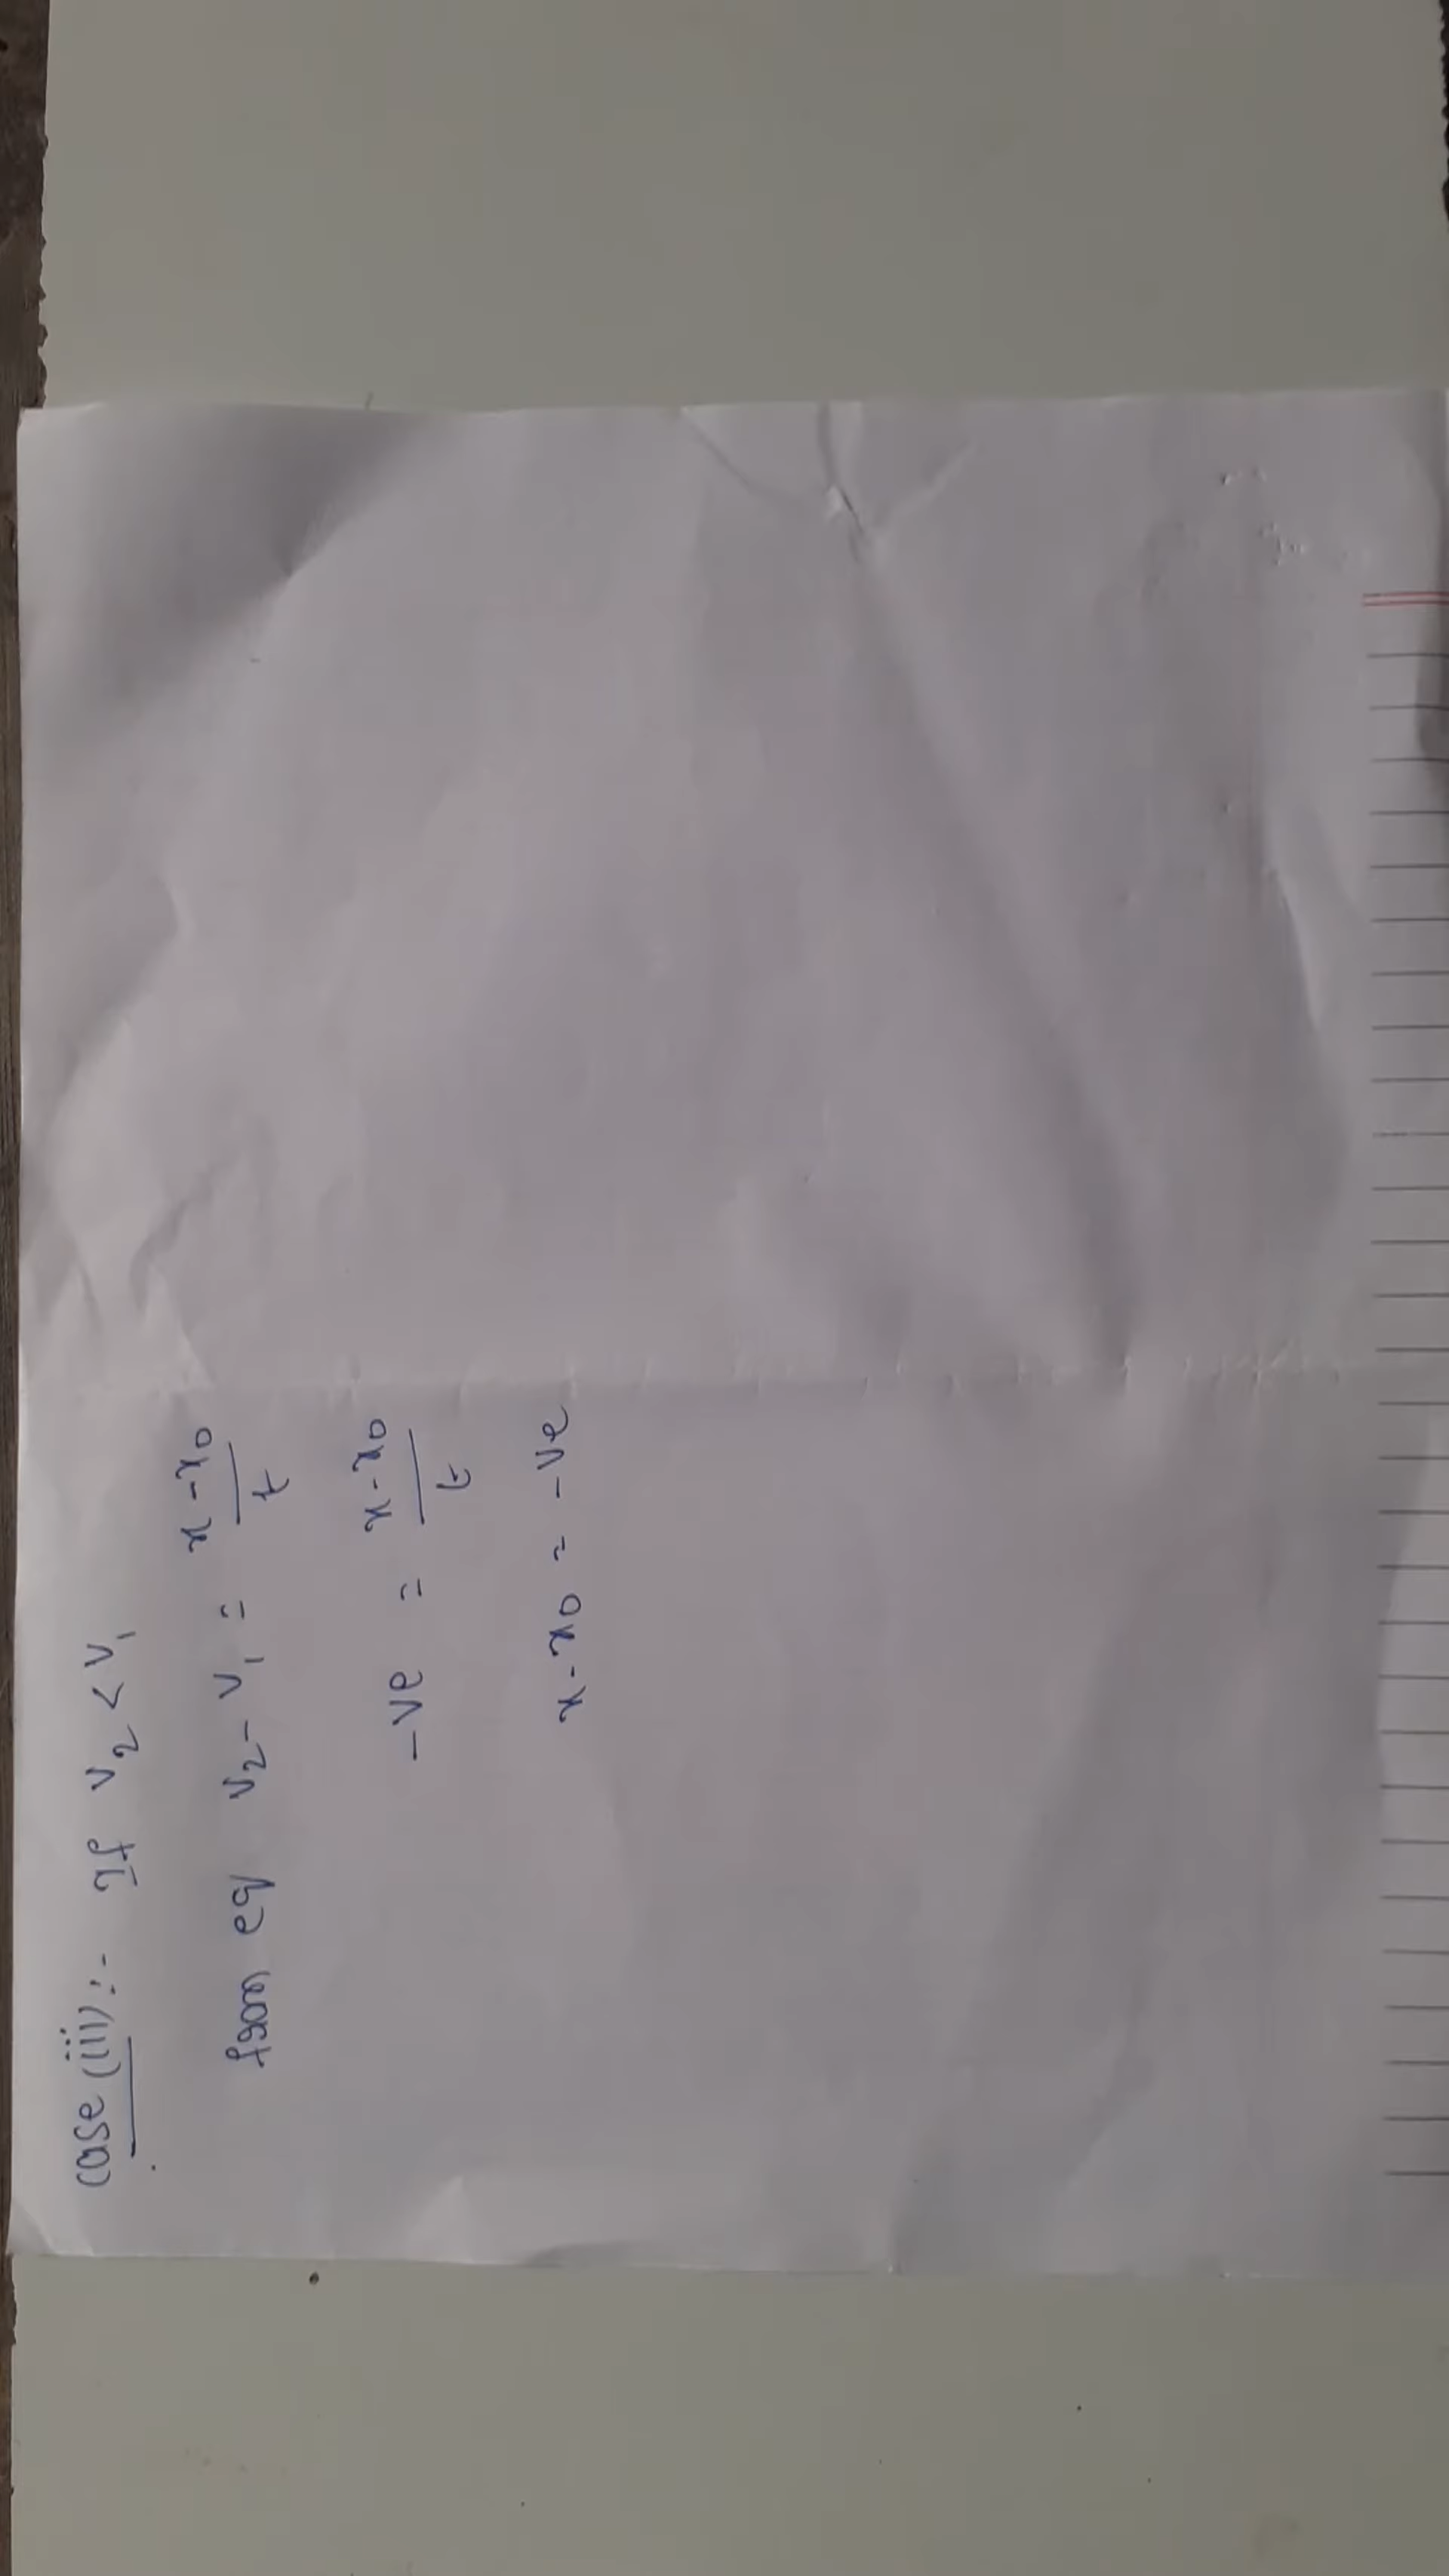 case (iii):- If V₂ < V₁
from eq V₂ - V₁ = (x - x₀)/t
-ve = (x - x₀)/t
x - x₀ = -ve